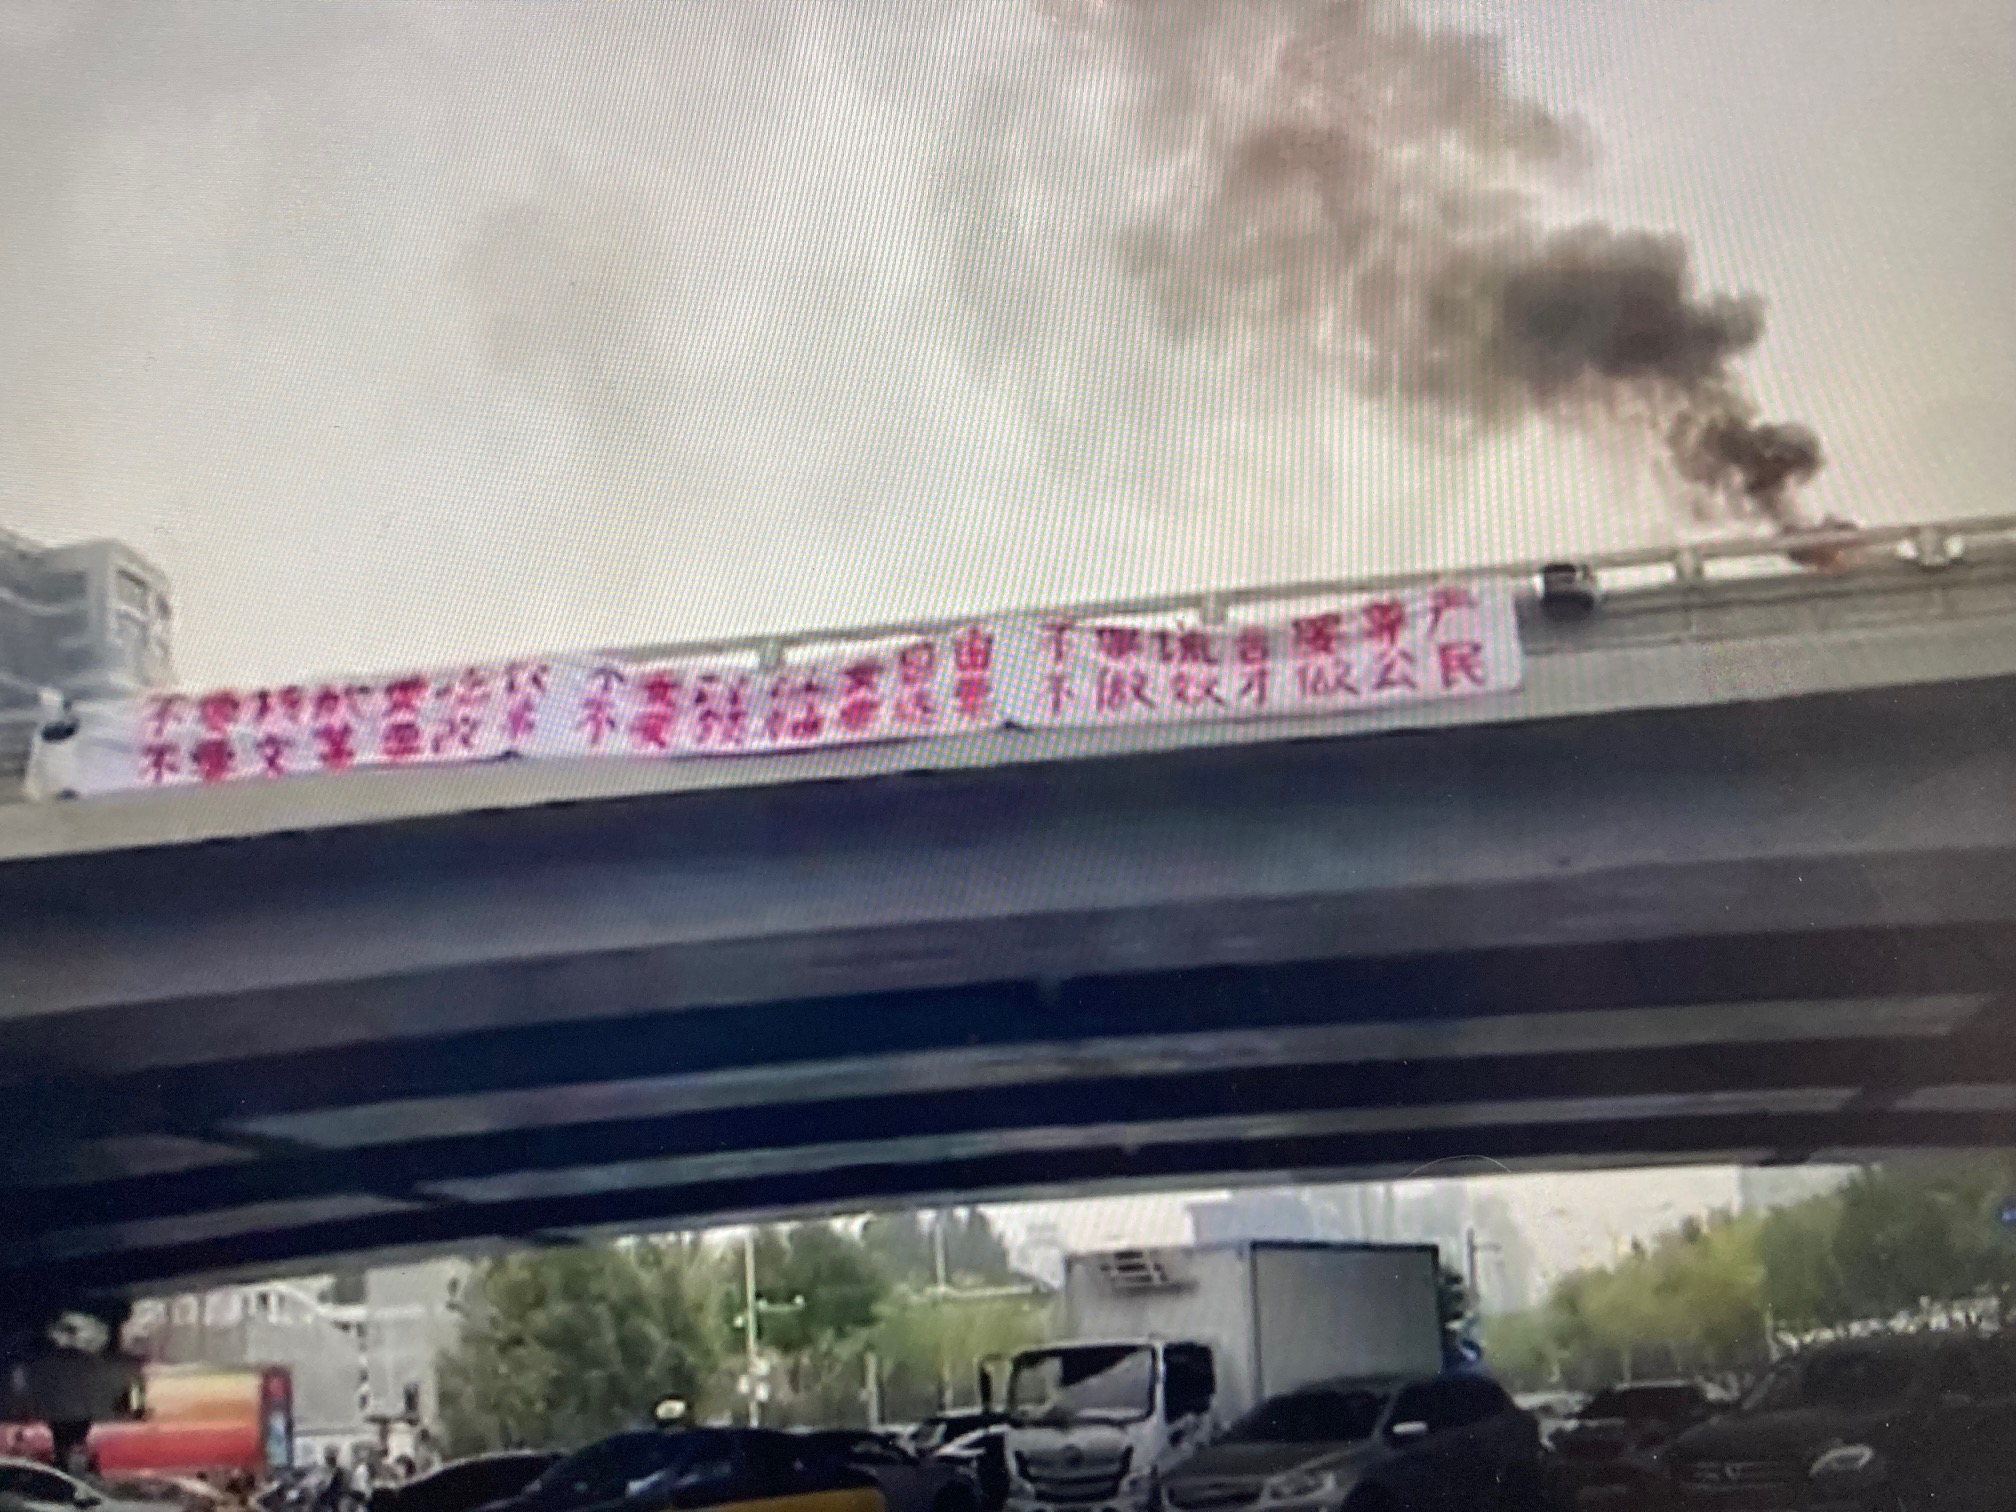 不要核酸要吃饭 不要封控要自由 不要谎言要尊严
不要文革要改革 不要领袖要选票 不做奴才做公民